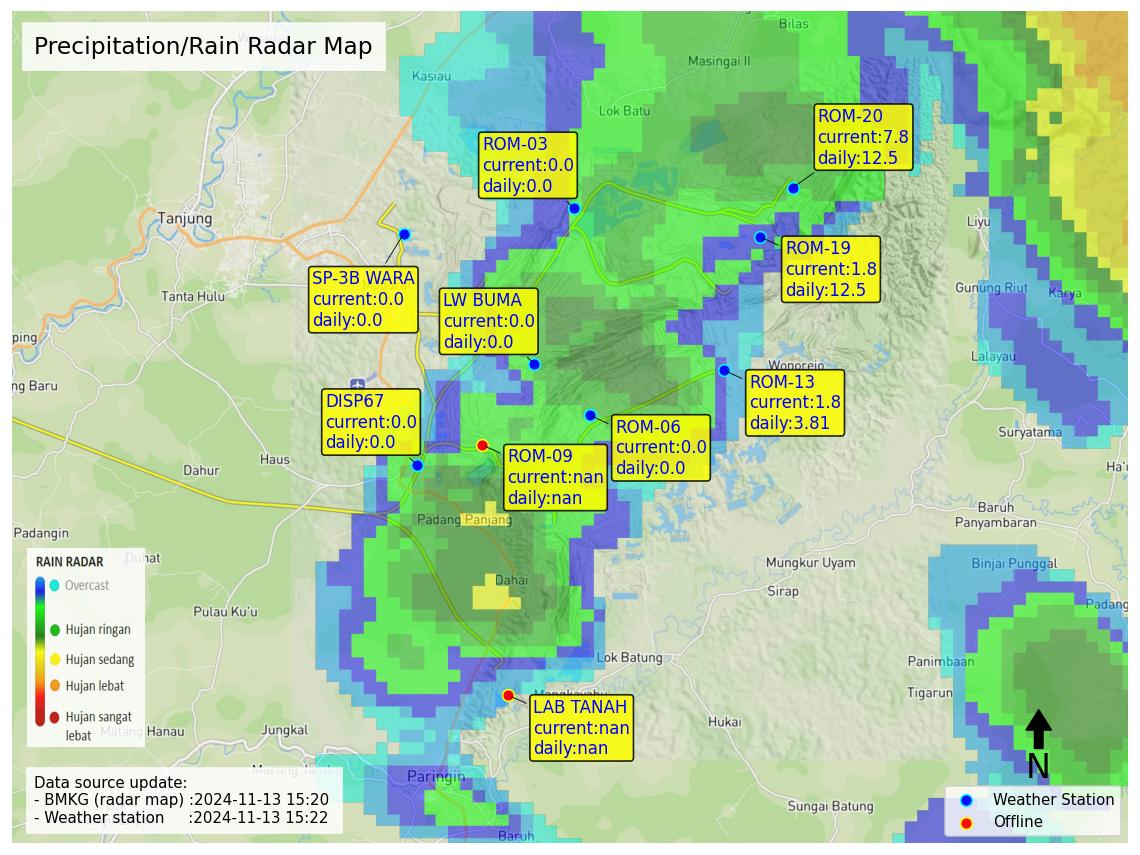 Precipitation/Rain Radar Map
Bilas
Masingai II
Kasiau
Lok Batu
ROM-20
current:7.8
daily:12.5
ROM-03
current:0.0
daily:0.0
Tanjung
Liyu
ROM-19
current:1.8
daily:12.5
SP-3B WARA
current:0.0
daily:0.0
Tanta Hulu
LW BUMA
current:0.0
daily:0.0
Gunung Riut
Karya
ping
Lalayau
Wonorejo
ng Baru
ROM-13
current:1.8
daily:3.81
DISP67
current:0.0
daily:0.0
ROM-06
current:0.0
daily:0.0
Suryatama
Haus
Dahur
ROM-09
current:nan
daily:nan
Ha'u
Baruh
Panyambaran
Padang Panjang
Padangin
Duhat
Mungkur Uyam
Binjai Punggal
RAIN RADAR
Overcast
Hujan ringan
Hujan sedang
Hujan lebat
Hujan sangat
lebat
Dahai
Sirap
Padang
Pulau Ku'u
Lok Batung
Panimbaan
Tigarun
Mangkayahu
LAB TANAH
current:nan
daily:nan
Hukai
Matang Hanau
Jungkal
Murung Jambu
Paringin
N
Data source update:
- BMKG (radar map) :2024-11-13 15:20
- Weather station :2024-11-13 15:22
Sungai Batung
Baruh
Weather Station
Offline